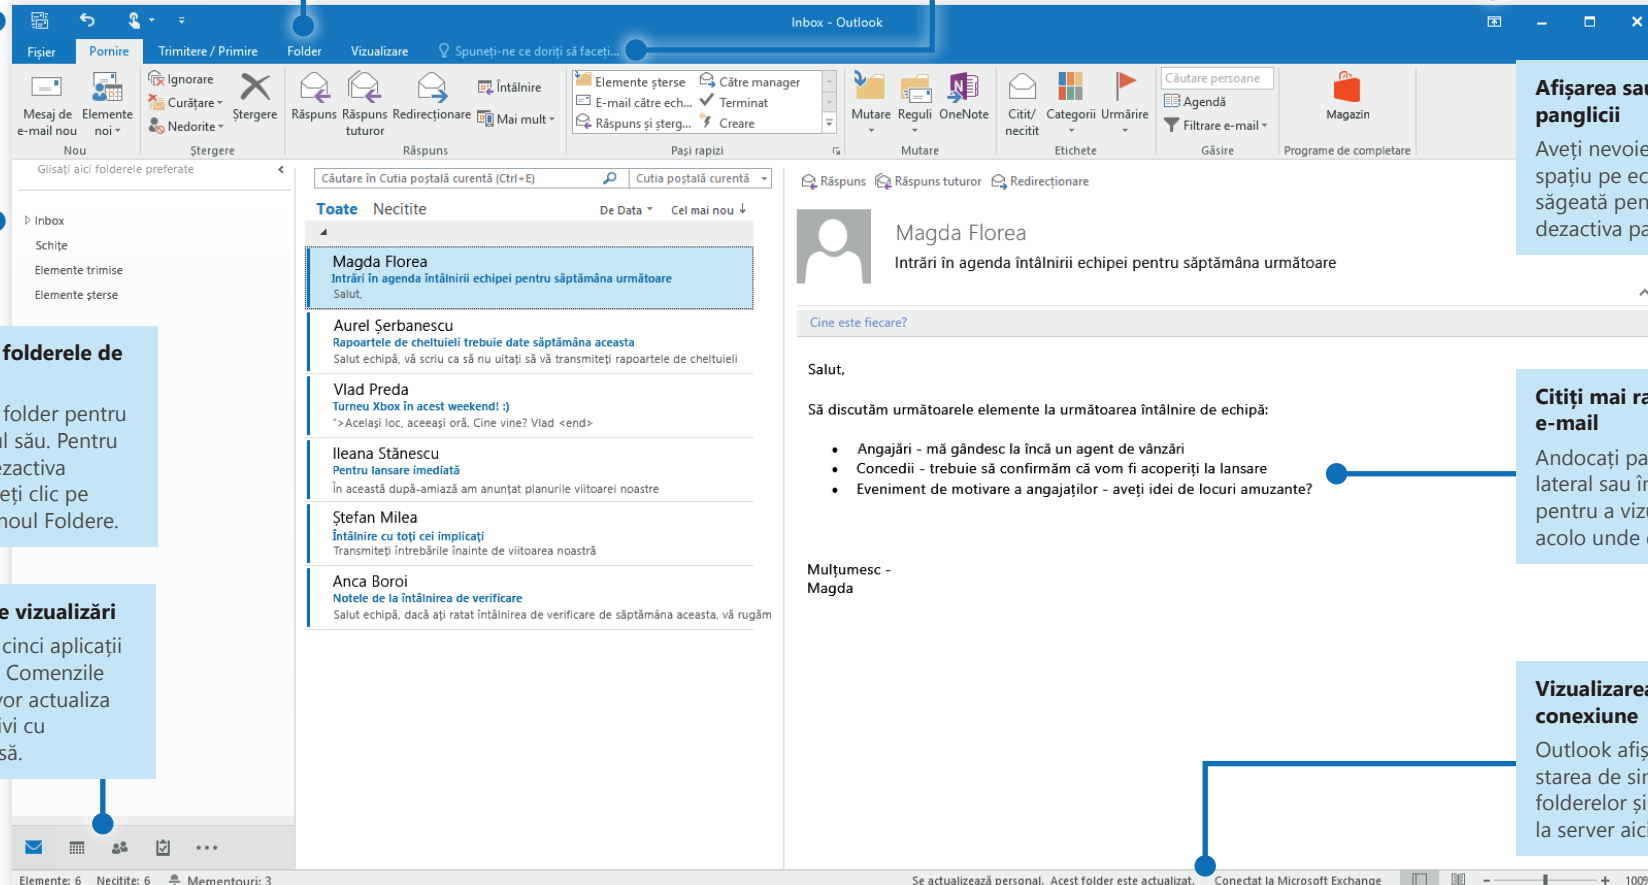 Inbox - Outlook
Fișier Pornire Trimitere / Primire Folder Vizualizare Spuneți-ne ce doriți să faceți...
Mesaj de e-mail nou
Elemente noi
Nou
Ignorare
Curățare
Nedorite
Ștergere
Ștergere
Răspuns
Răspuns tuturor
Redirecționare
Întâlnire
Mai mult
Răspuns
Elemente șterse
Către manager
E-mail către ech...
Terminat
Răspuns și șterg...
Creare
Pași rapizi
Mutare
Reguli
OneNote
Mutare
Citit/ necitit
Categorii
Urmărire
Etichete
Căutare persoane
Agendă
Filtrare e-mail
Găsire
Magazin
Programe de completare
Glisați aici folderele preferate
Inbox
Schițe
Elemente trimise
Elemente șterse
folderele de
folder pentru
ul său. Pentru
ezactiva
eți clic pe
noul Foldere.
e vizualizări
cinci aplicații
Comenzile
vor actualiza
ivi cu
să.
Căutare în Cutia poștală curentă (Ctrl+E)
Cutia poștală curentă
Toate Necitite
De Data Cel mai nou
Magda Florea
Intrări în agenda întâlnirii echipei pentru săptămâna următoare
Salut,
Aurel Șerbanescu
Rapoartele de cheltuieli trebuie date săptămâna aceasta
Salut echipă, vă scriu ca să nu uitați să vă transmiteți rapoartele de cheltuieli
Vlad Preda
Turneu Xbox în acest weekend! :)
">Același loc, aceeași oră. Cine vine? Vlad <end>
Ileana Stănescu
Pentru lansare imediată
În această după-amiază am anunțat planurile viitoarei noastre
Ștefan Milea
Întâlnire cu toți cei implicați
Transmiteți întrebările înainte de viitoarea noastră
Anca Boroi
Notele de la întâlnirea de verificare
Salut echipă, dacă ați ratat întâlnirea de verificare de săptămâna aceasta, vă rugăm
Răspuns Răspuns tuturor Redirecționare
Magda Florea
Intrări în agenda întâlnirii echipei pentru săptămâna următoare
Cine este fiecare?
Salut,
Să discutăm următoarele elemente la următoarea întâlnire de echipă:
• Angajări - mă gândesc la încă un agent de vânzări
• Concedii - trebuie să confirmăm că vom fi acoperiți la lansare
• Eveniment de motivare a angajaților - aveți idei de locuri amuzante?
Mulțumesc -
Magda
Afișarea sau
panglicii
Aveți nevoie
spațiu pe ec
săgeată pen
dezactiva pa
Citiți mai ra
e-mail
Andocați pa
lateral sau în
pentru a vizu
acolo unde
Vizualizarea
conexiune
Outlook afiș
starea de sin
folderelor și
la server aici
Elemente: 6 Necitite: 6 Mementouri: 3
Se actualizează personal. Acest folder este actualizat. Conectat la Microsoft Exchange 100%